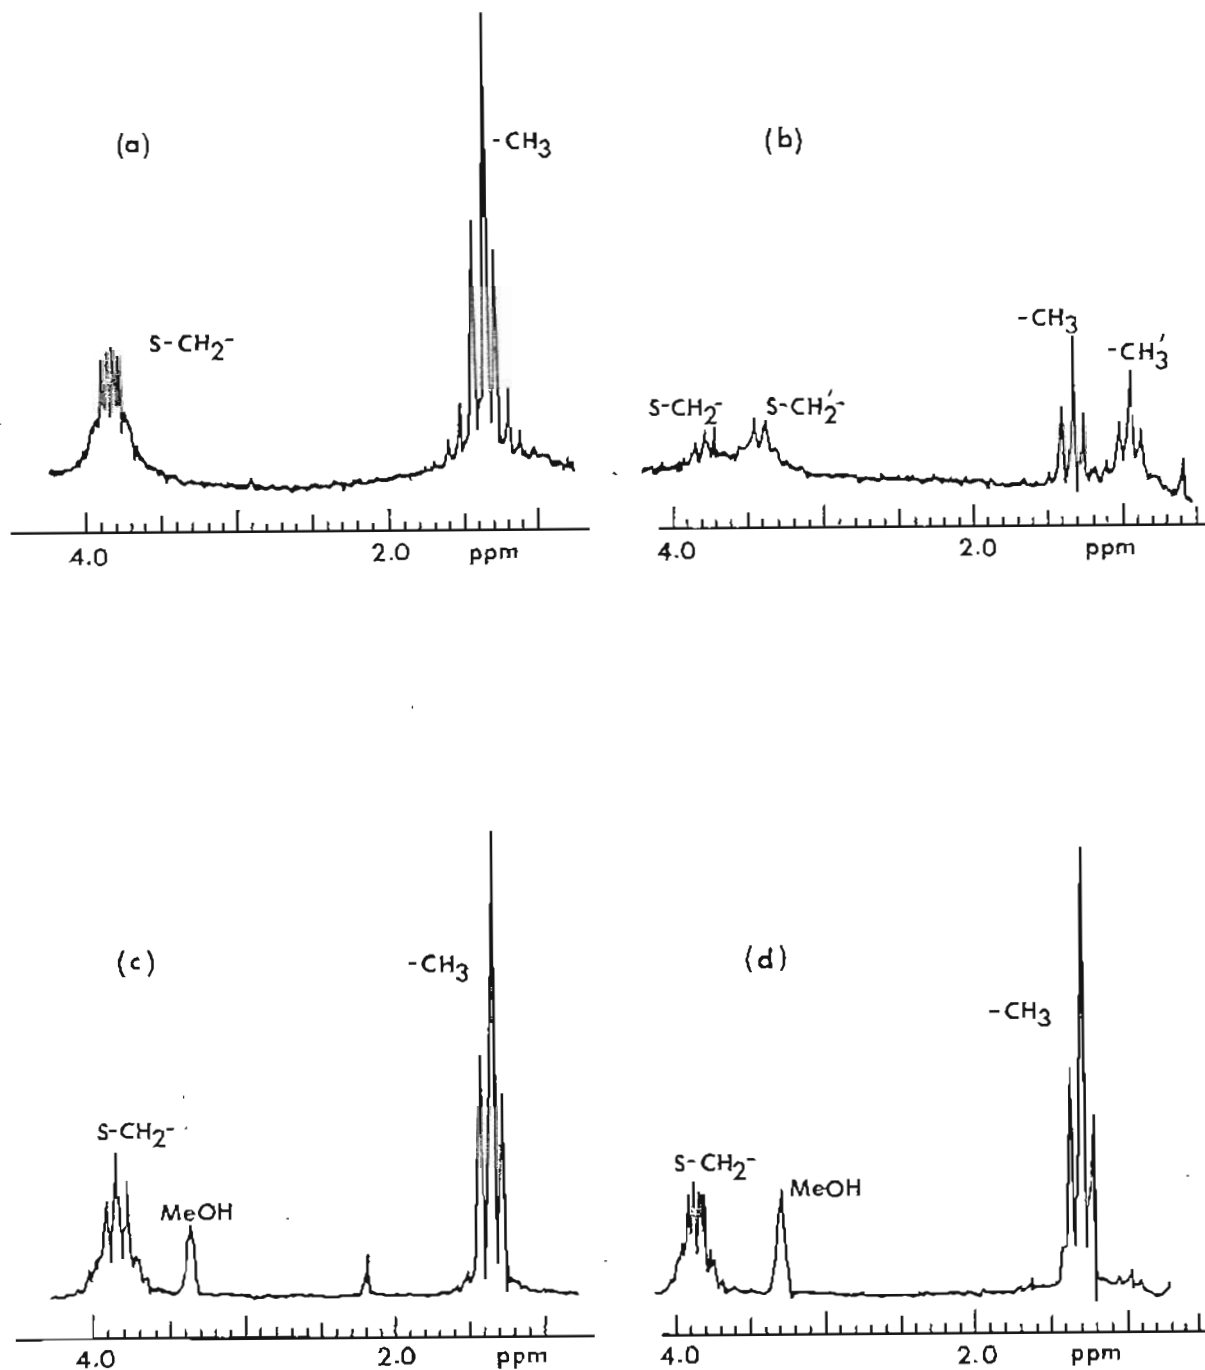 (a)
-CH3
S-CH2-
4.0 2.0 ppm
(b)
-CH3
-CH3'
S-CH2-
S-CH2'-
4.0 2.0 ppm
(c)
-CH3
S-CH2-
MeOH
4.0 2.0 ppm
(d)
-CH3
S-CH2-
MeOH
4.0 2.0 ppm